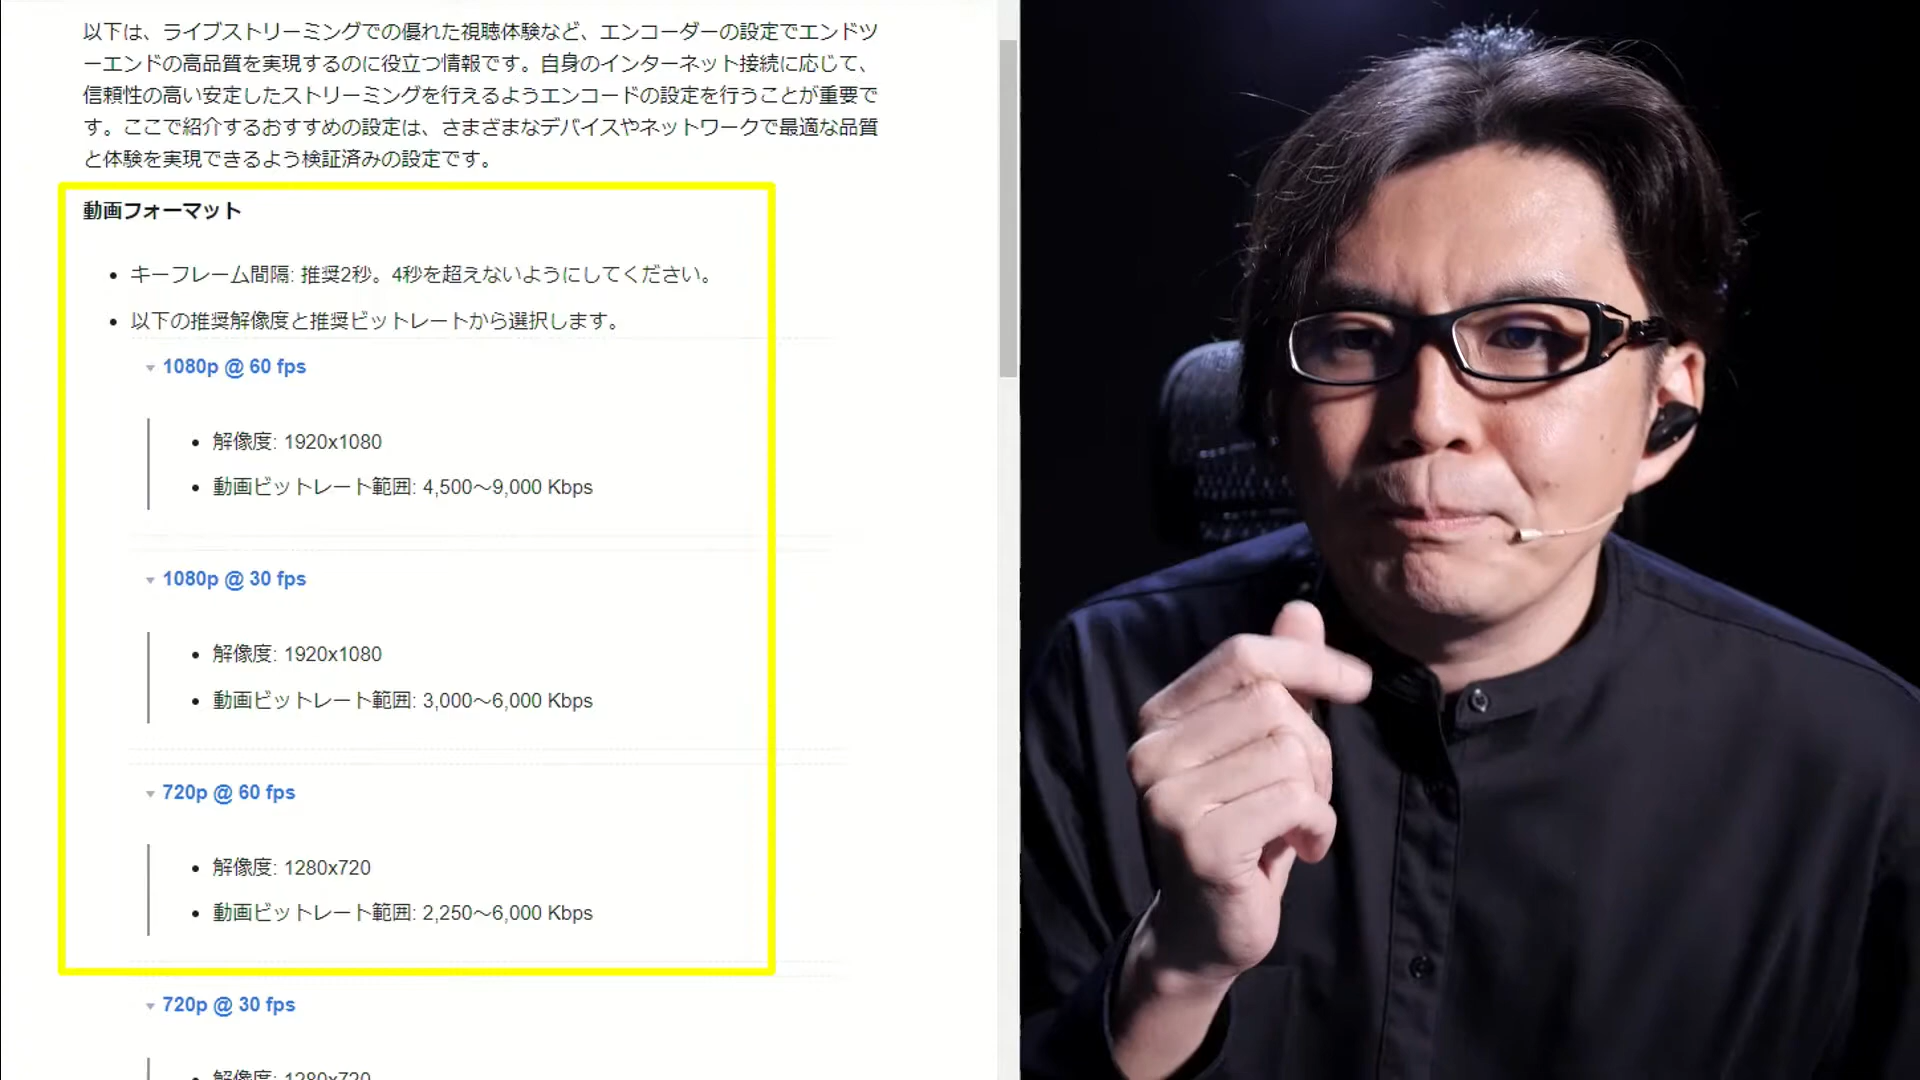 以下は、ライブストリーミングでの優れた視聴体験など、エンコーダーの設定でエンドツ
ーエンドの高品質を実現するのに役立つ情報です。自身のインターネット接続に応じて、
信頼性の高い安定したストリーミングを行えるようエンコードの設定を行うことが重要で
す。ここで紹介するおすすめの設定は、さまざまなデバイスやネットワークで最適な品質
と体験を実現できるよう検証済みの設定です。
動画フォーマット
• キーフレーム間隔: 推奨2秒。4秒を超えないようにしてください。
• 以下の推奨解像度と推奨ビットレートから選択します。
1080p @ 60 fps
• 解像度: 1920x1080
• 動画ビットレート範囲: 4,500～9,000 Kbps
1080p @ 30 fps
• 解像度: 1920x1080
• 動画ビットレート範囲: 3,000～6,000 Kbps
720p @ 60 fps
• 解像度: 1280x720
• 動画ビットレート範囲: 2,250～6,000 Kbps
720p @ 30 fps
• 解像度: 1280x720